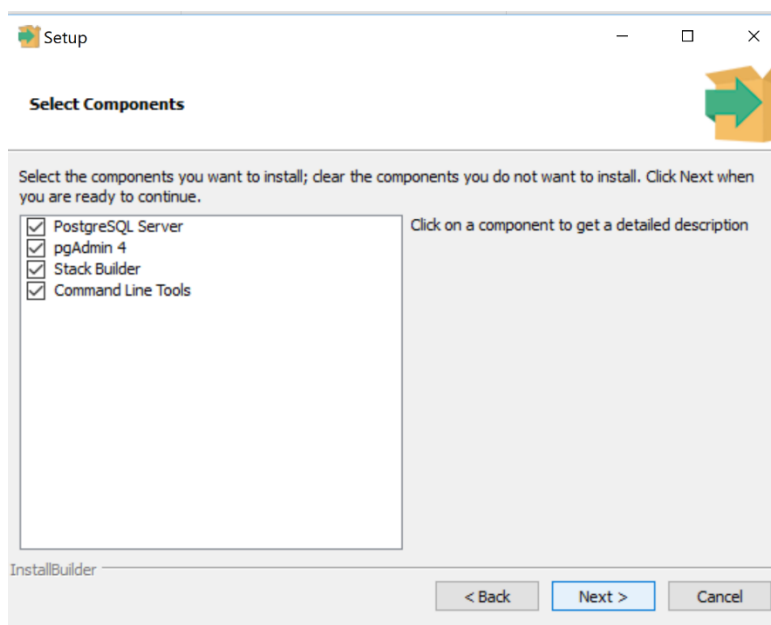 Setup
Select Components
Select the components you want to install; clear the components you do not want to install. Click Next when
you are ready to continue.
PostgreSQL Server
pgAdmin 4
Stack Builder
Command Line Tools
Click on a component to get a detailed description
InstallBuilder
< Back
Next >
Cancel